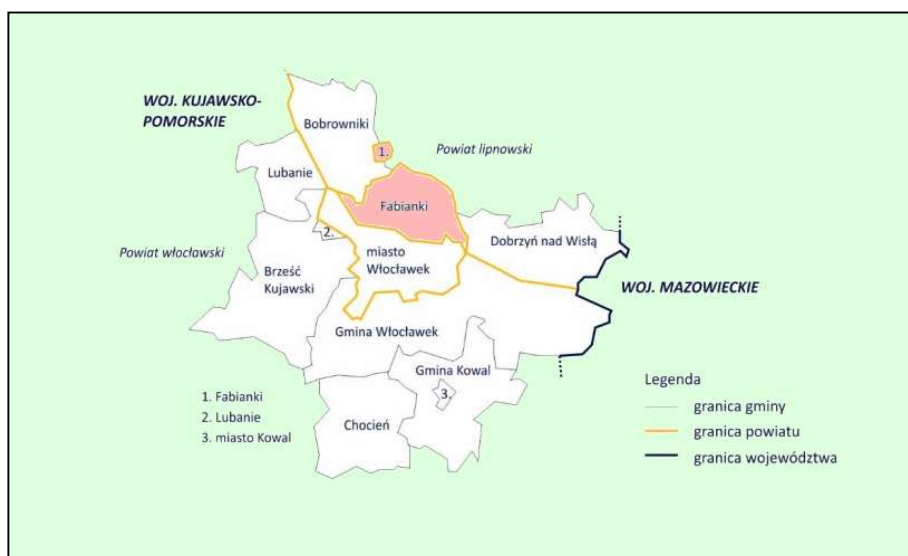 WOJ. KUJAWSKO-
POMORSKIE
Bobrowniki
1.
Powiat lipnowski
Lubanie
Fabianki
2.
Dobrzyń nad Wisłą
Powiat włocławski
miasto
Włocławek
Brześć
Kujawski
WOJ. MAZOWIECKIE
Gmina Włocławek
Gmina Kowal
3.
Chocień
1. Fabianki
2. Lubanie
3. miasto Kowal
Legenda
granica gminy
granica powiatu
granica województwa